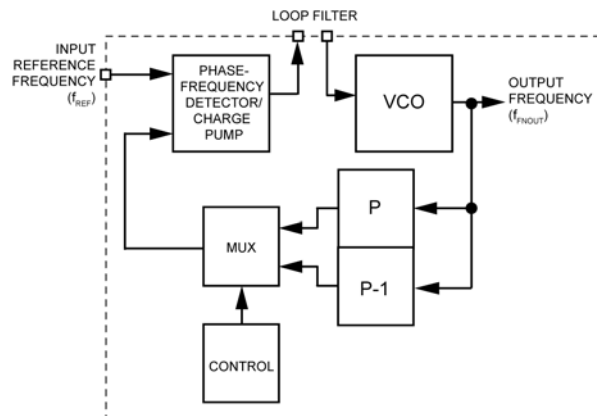 LOOP FILTER
INPUT
REFERENCE
FREQUENCY
(fREF)
PHASE-
FREQUENCY
DETECTOR/
CHARGE
PUMP
VCO
OUTPUT
FREQUENCY
(fFNOUT)
P
MUX
P-1
CONTROL